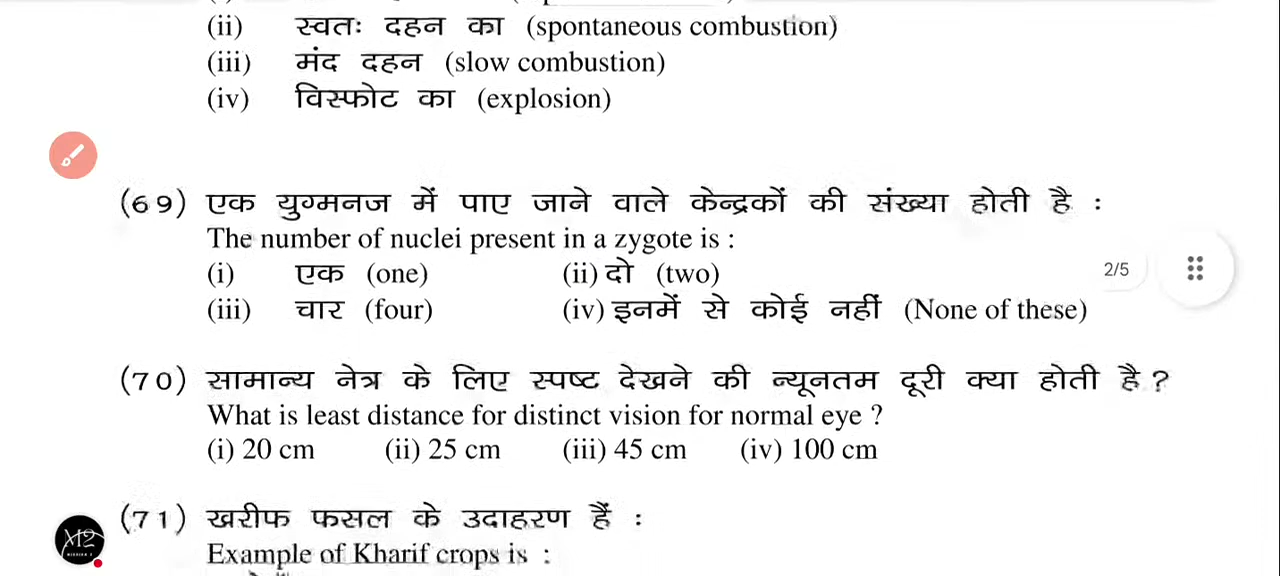 (ii) स्वतः दहन का (spontaneous combustion)
(iii) मंद दहन (slow combustion)
(iv) विस्फोट का (explosion)
(69) एक युग्मनज में पाए जाने वाले केन्द्रकों की संख्या होती है :
The number of nuclei present in a zygote is :
(i) एक (one) (ii) दो (two)
2/5
(iii) चार (four) (iv) इनमें से कोई नहीं (None of these)
(70) सामान्य नेत्र के लिए स्पष्ट देखने की न्यूनतम दूरी क्या होती है ?
What is least distance for distinct vision for normal eye ?
(i) 20 cm (ii) 25 cm (iii) 45 cm (iv) 100 cm
(71) खरीफ फसल के उदाहरण हैं :
Example of Kharif crops is :